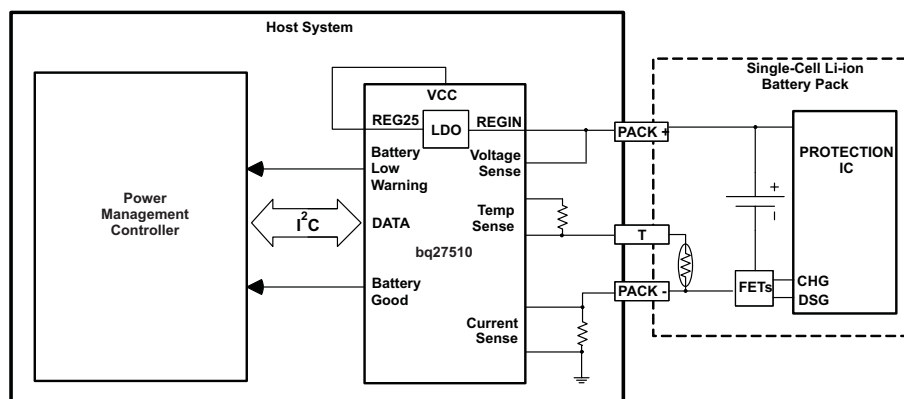 Host System
Single-Cell Li-ion
Battery Pack
VCC
REG25
LDO
REGIN
PACK +
Battery
Low
Warning
Voltage
Sense
PROTECTION
IC
+
–
Power
Management
Controller
I²C
DATA
Temp
Sense
T
bq27510
Battery
Good
PACK -
FETs
CHG
DSG
Current
Sense